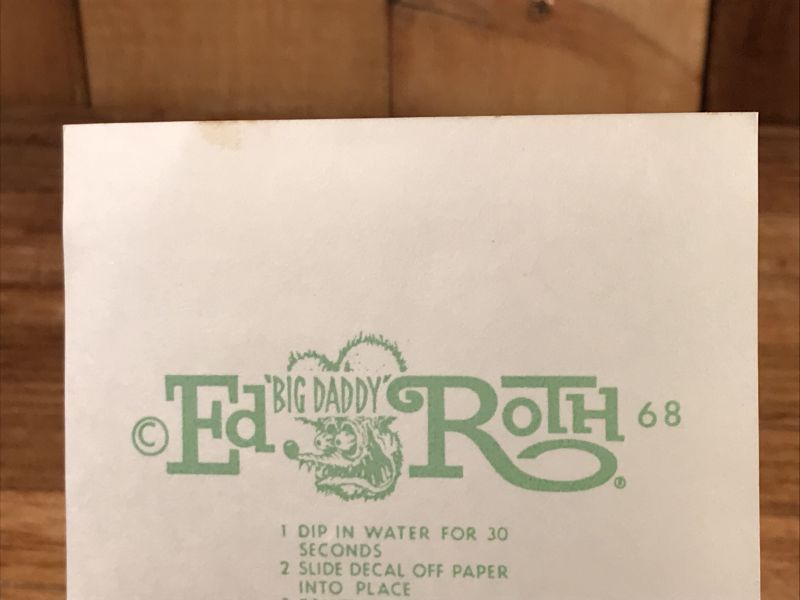 © Ed "BIG DADDY" ROTH ® 68
1 DIP IN WATER FOR 30
SECONDS
2 SLIDE DECAL OFF PAPER
INTO PLACE